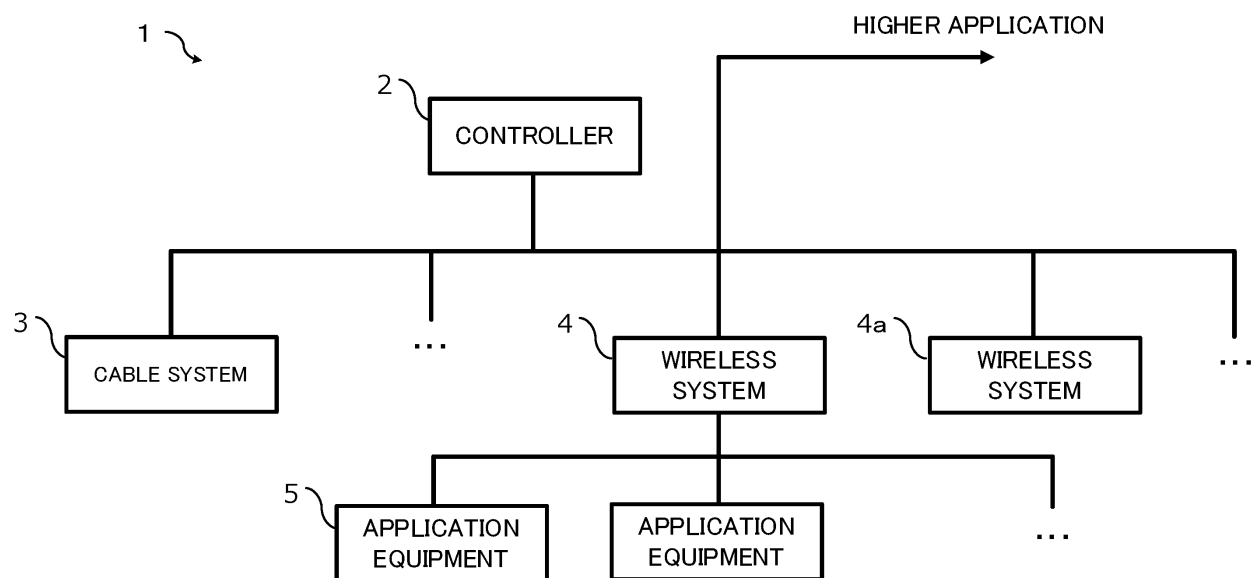 HIGHER APPLICATION
1
2
CONTROLLER
3
CABLE SYSTEM
...
4
WIRELESS
SYSTEM
4a
WIRELESS
SYSTEM
...
5
APPLICATION
EQUIPMENT
APPLICATION
EQUIPMENT
...